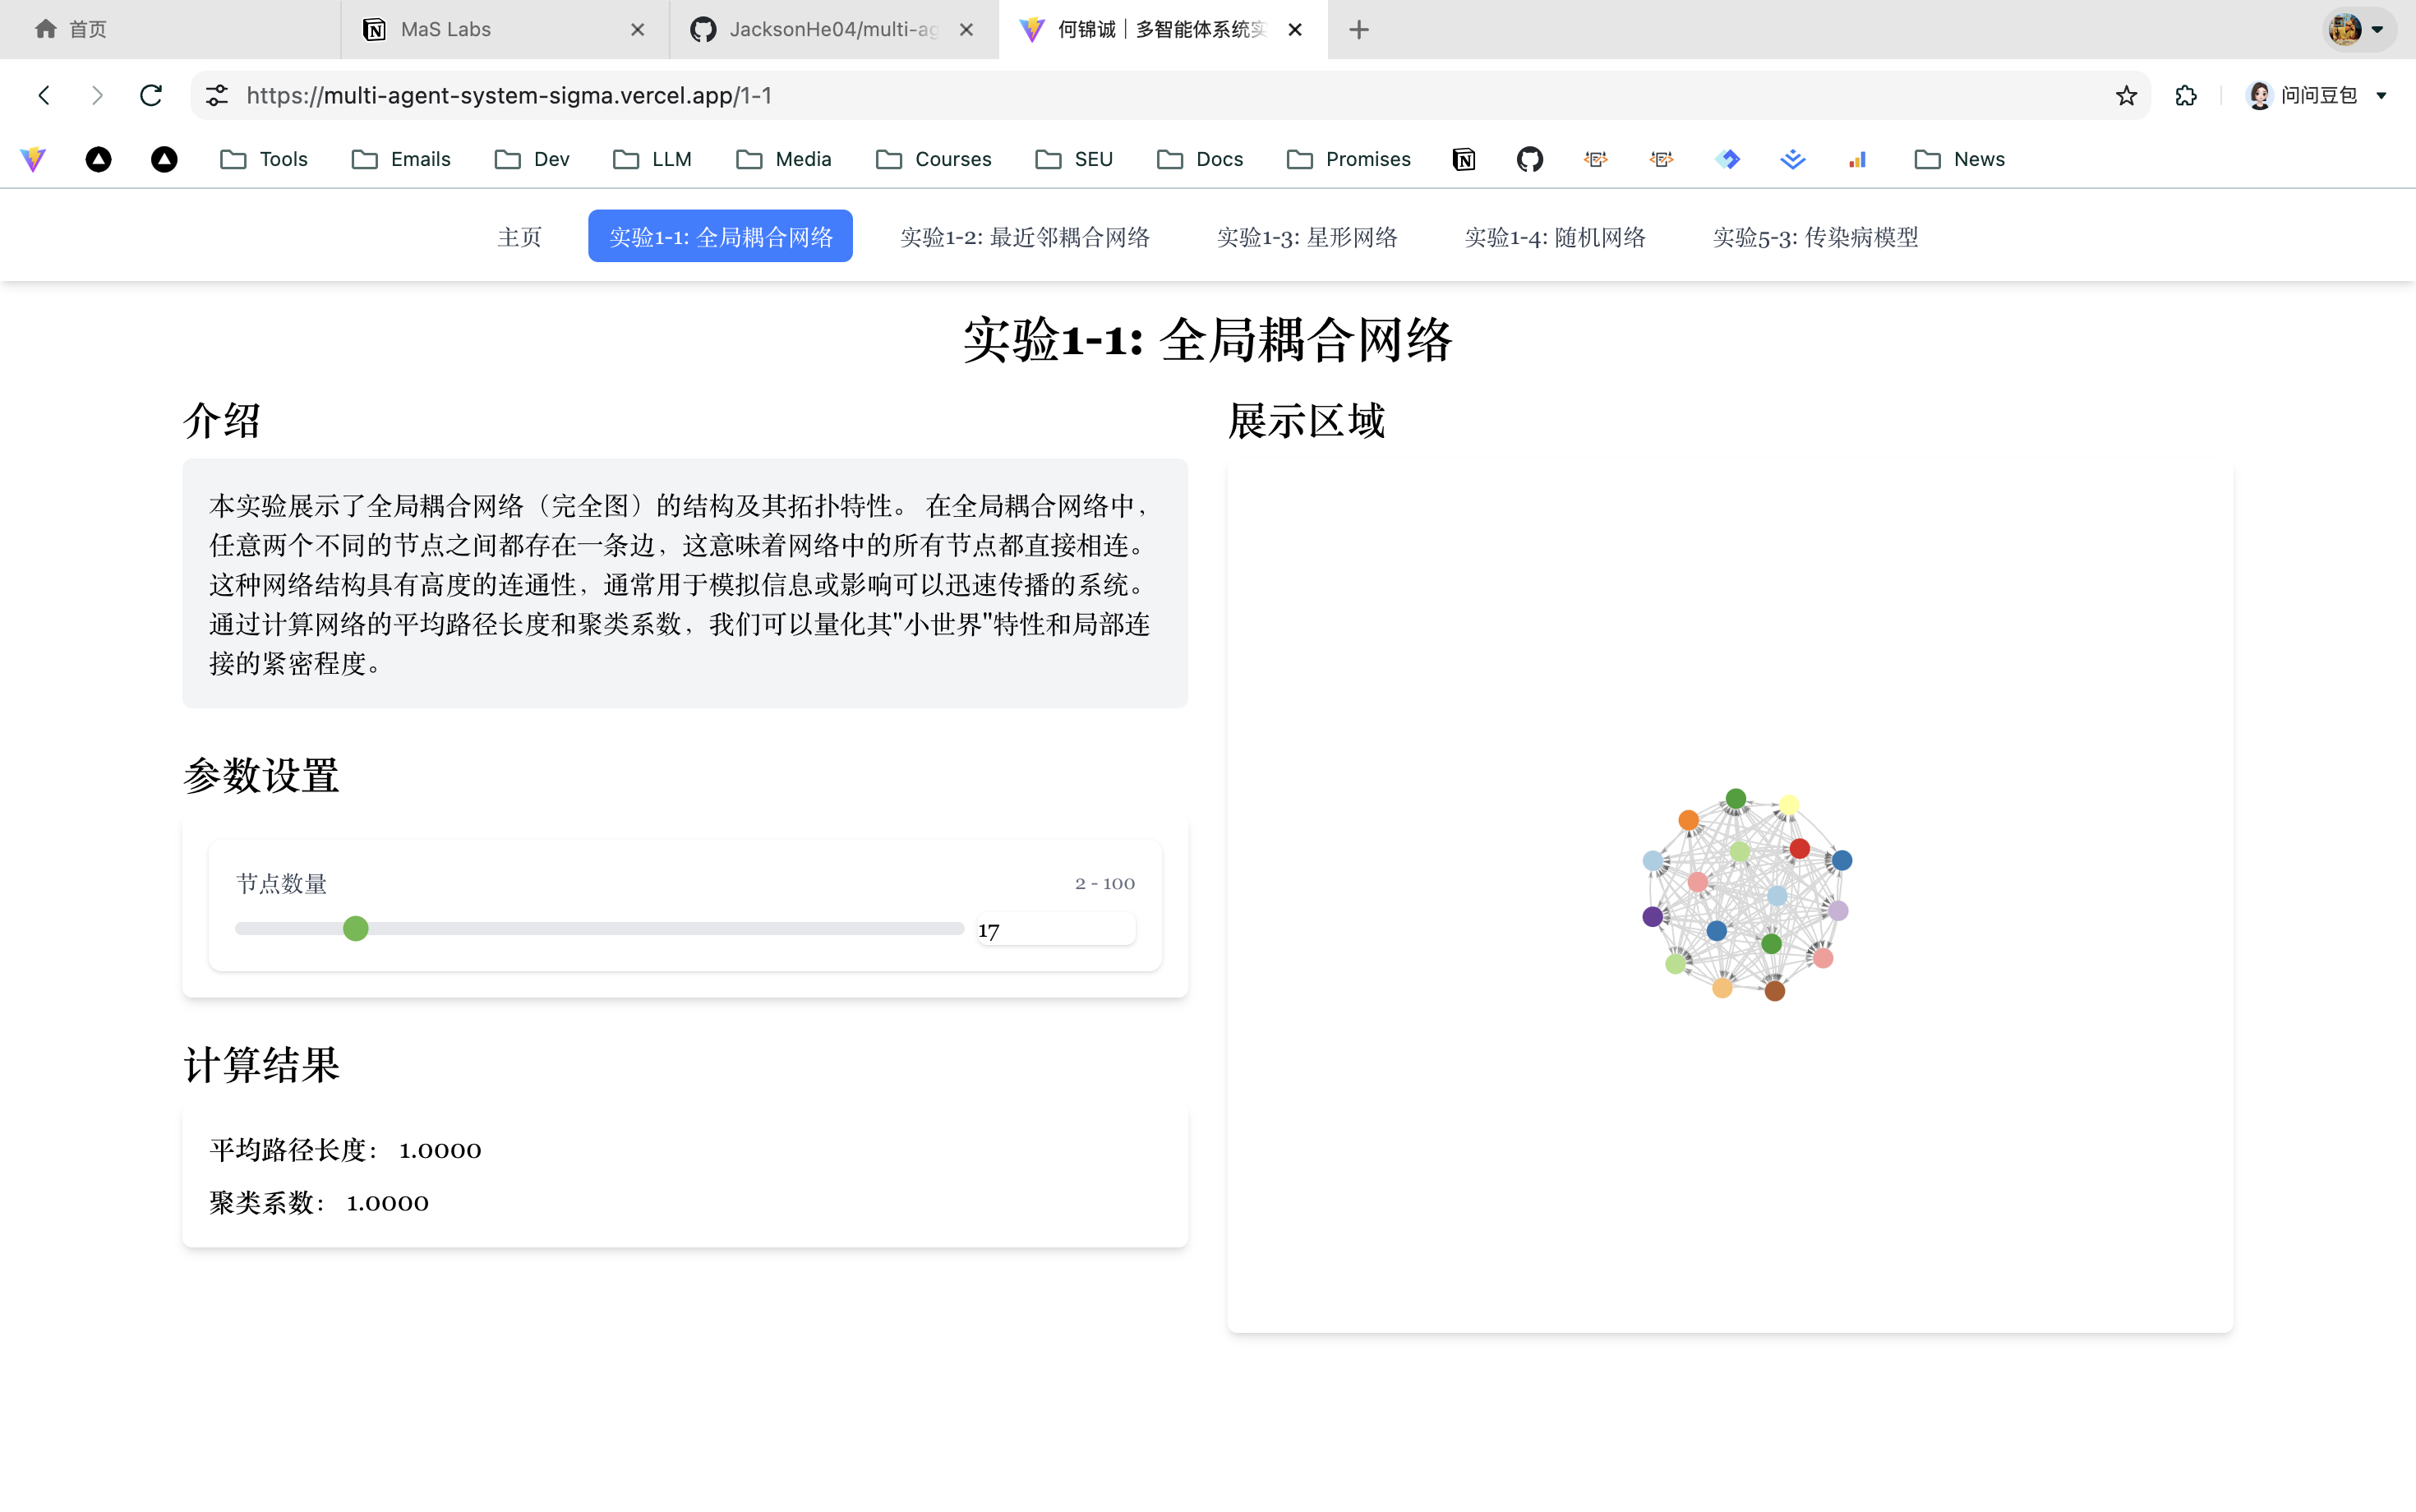 首页
MaS Labs
JacksonHe04/multi-ag
何锦诚｜多智能体系统实
https://multi-agent-system-sigma.vercel.app/1-1
问问豆包
Tools Emails Dev LLM Media Courses SEU Docs Promises News
主页 实验1-1: 全局耦合网络 实验1-2: 最近邻耦合网络 实验1-3: 星形网络 实验1-4: 随机网络 实验5-3: 传染病模型
实验1-1: 全局耦合网络
介绍
本实验展示了全局耦合网络（完全图）的结构及其拓扑特性。 在全局耦合网络中，
任意两个不同的节点之间都存在一条边，这意味着网络中的所有节点都直接相连。
这种网络结构具有高度的连通性，通常用于模拟信息或影响可以迅速传播的系统。
通过计算网络的平均路径长度和聚类系数，我们可以量化其"小世界"特性和局部连
接的紧密程度。
参数设置
节点数量 2 - 100
17
计算结果
平均路径长度： 1.0000
聚类系数： 1.0000
展示区域